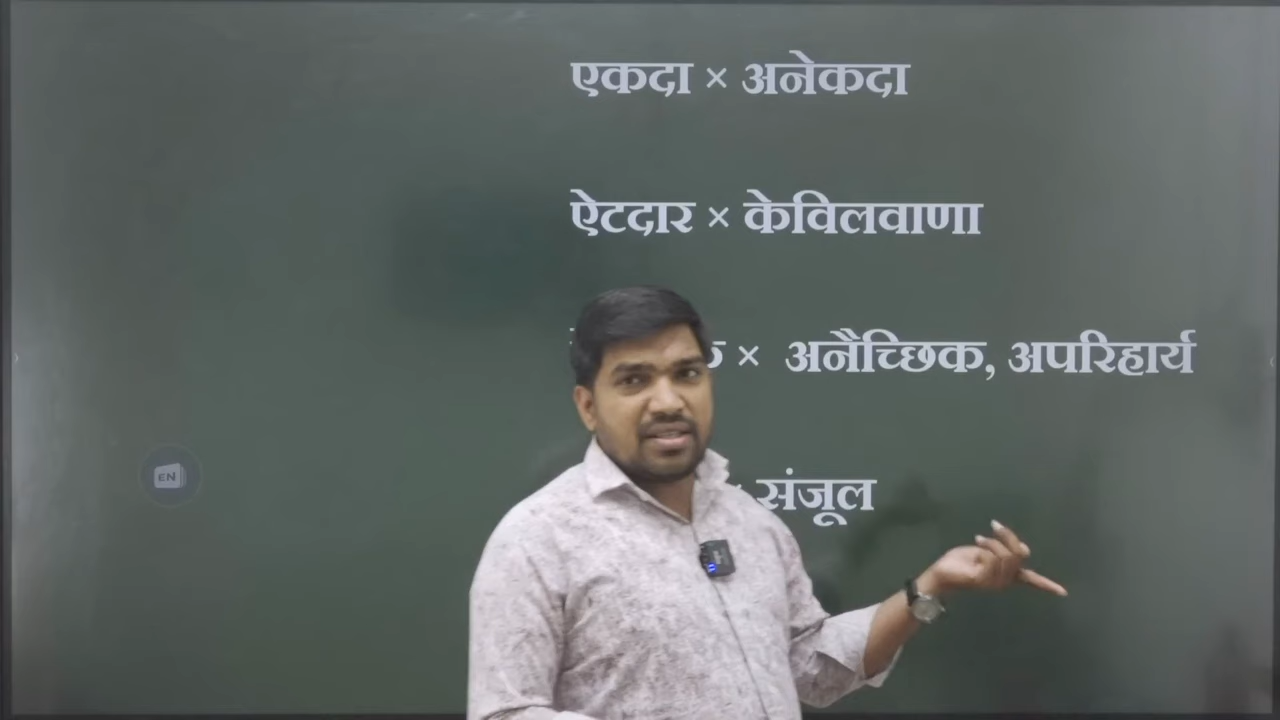 एकदा × अनेकदा
ऐटदार × केविलवाणा
× अनैच्छिक, अपरिहार्य
संजूल
EN